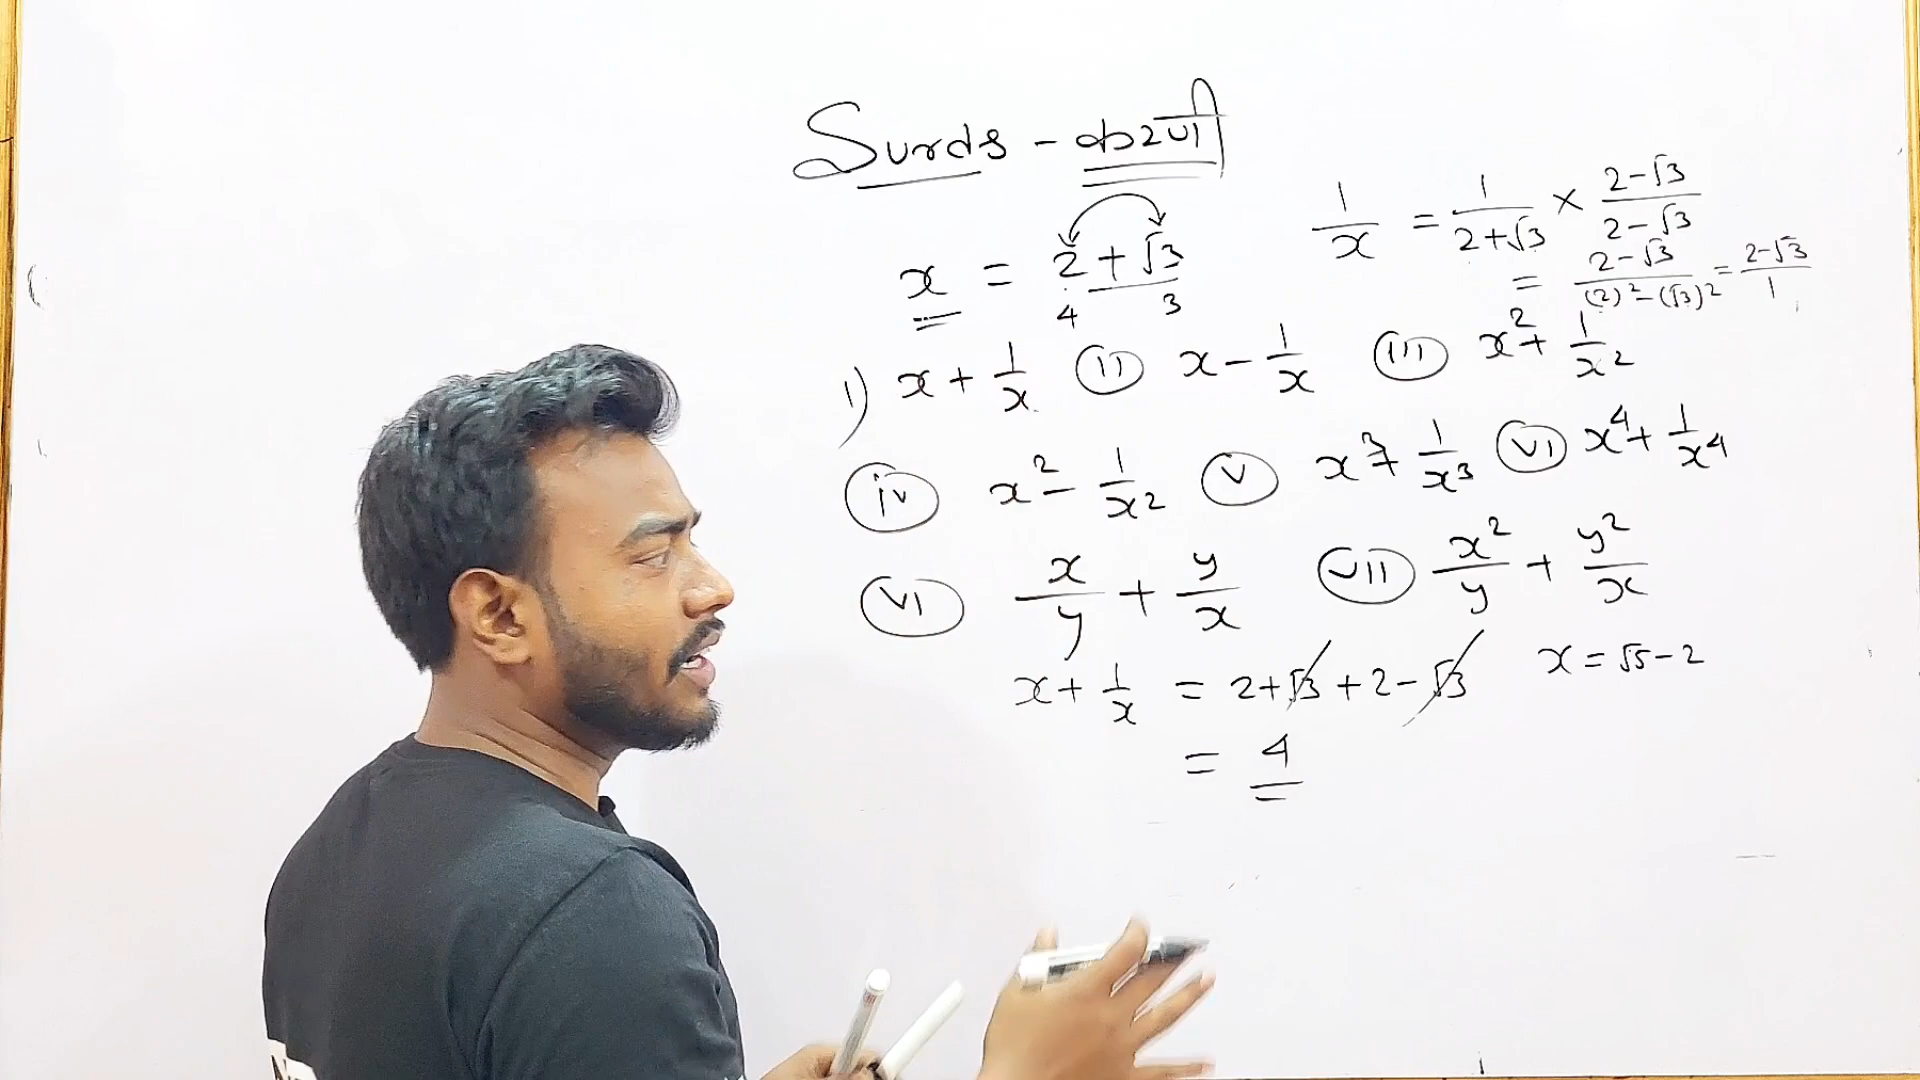 Surds - करणी
x = 2 + √3
4 3
1/x = 1/(2+√3) × (2-√3)/(2-√3)
= (2-√3)/((2)²-(√3)²) = (2-√3)/1
i) x + 1/x (ii) x - 1/x (iii) x² + 1/x²
(iv) x² - 1/x² (v) x³ + 1/x³ (vi) x⁴ + 1/x⁴
(vi) x/y + y/x (vii) x²/y + y²/x
x + 1/x = 2+√3 + 2-√3 x = √5-2
= 4